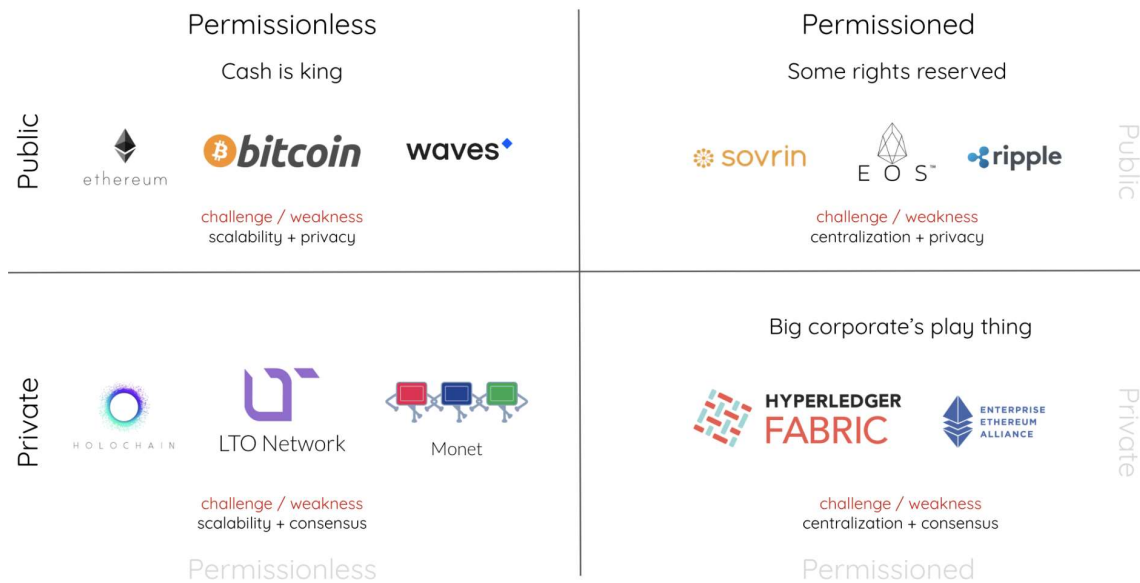 Permissionless
Permissioned
Cash is king
Some rights reserved
Public
ethereum
bitcoin
waves
sovrin
EOS™
ripple
Public
challenge / weakness
scalability + privacy
challenge / weakness
centralization + privacy
Big corporate's play thing
Private
HOLOCHAIN
LTO Network
Monet
HYPERLEDGER
FABRIC
ENTERPRISE
ETHEREUM
ALLIANCE
Private
challenge / weakness
scalability + consensus
challenge / weakness
centralization + consensus
Permissionless
Permissioned